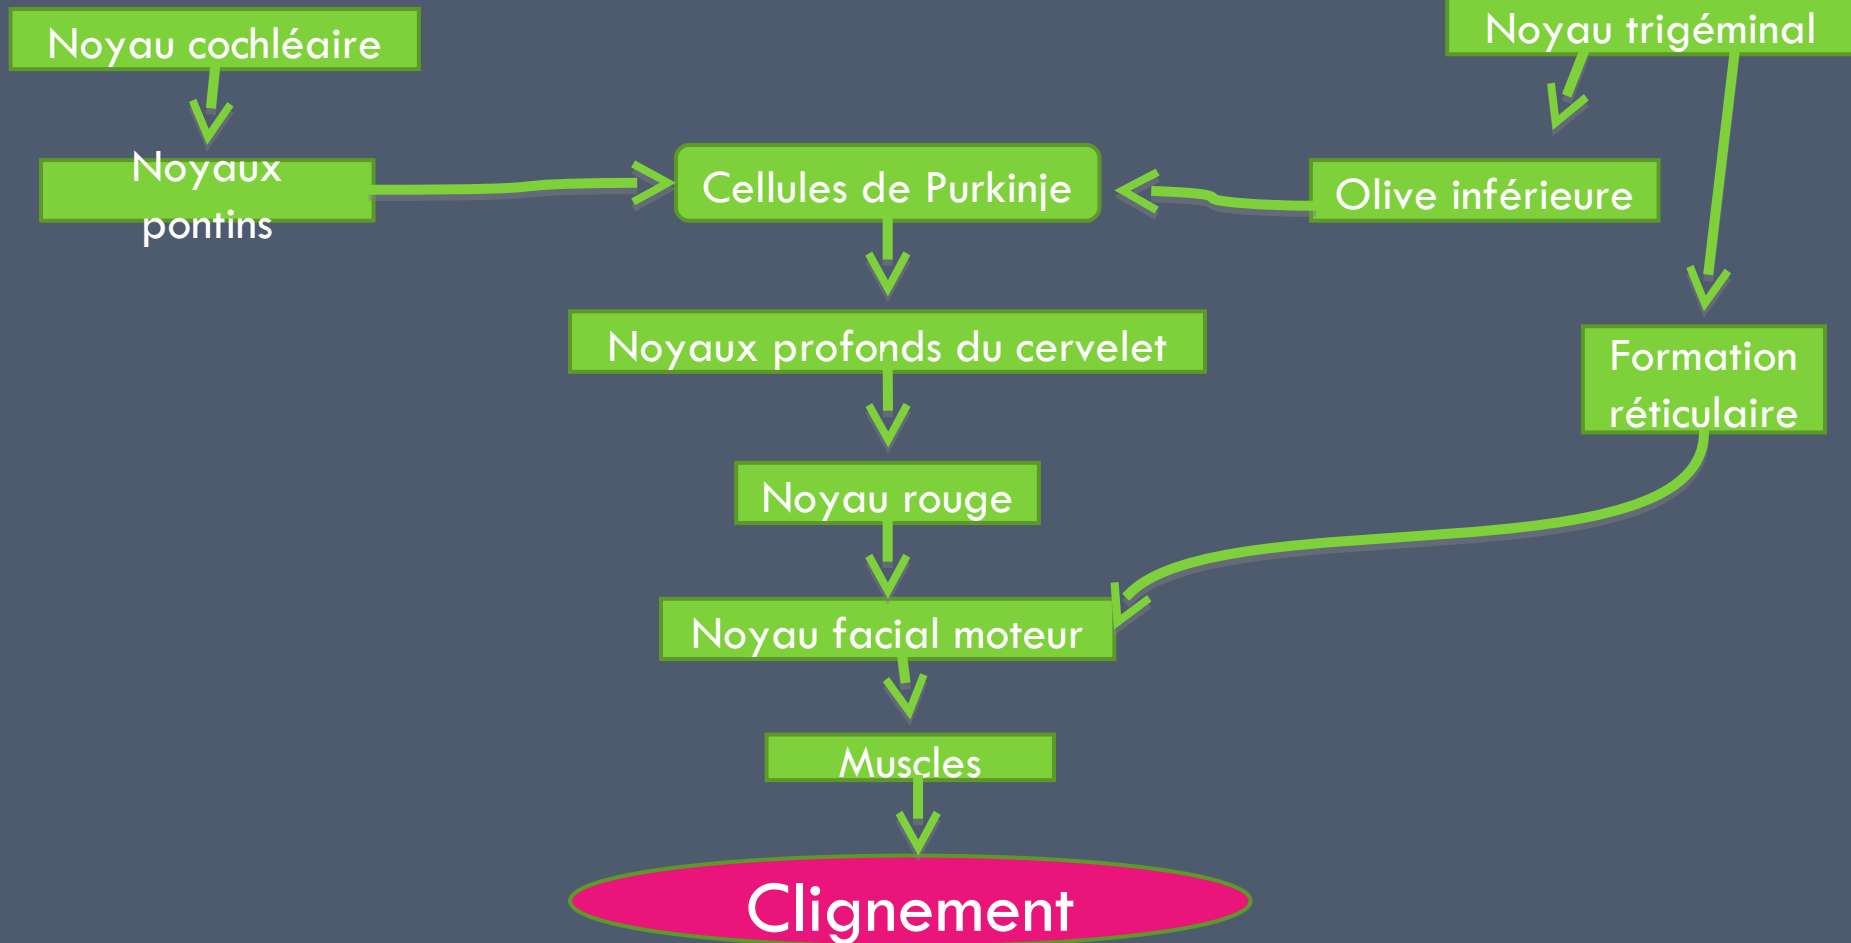 Noyau cochléaire
Noyau trigéminal
Noyaux
pontins
Cellules de Purkinje
Olive inférieure
Noyaux profonds du cervelet
Formation
réticulaire
Noyau rouge
Noyau facial moteur
Muscles
Clignement